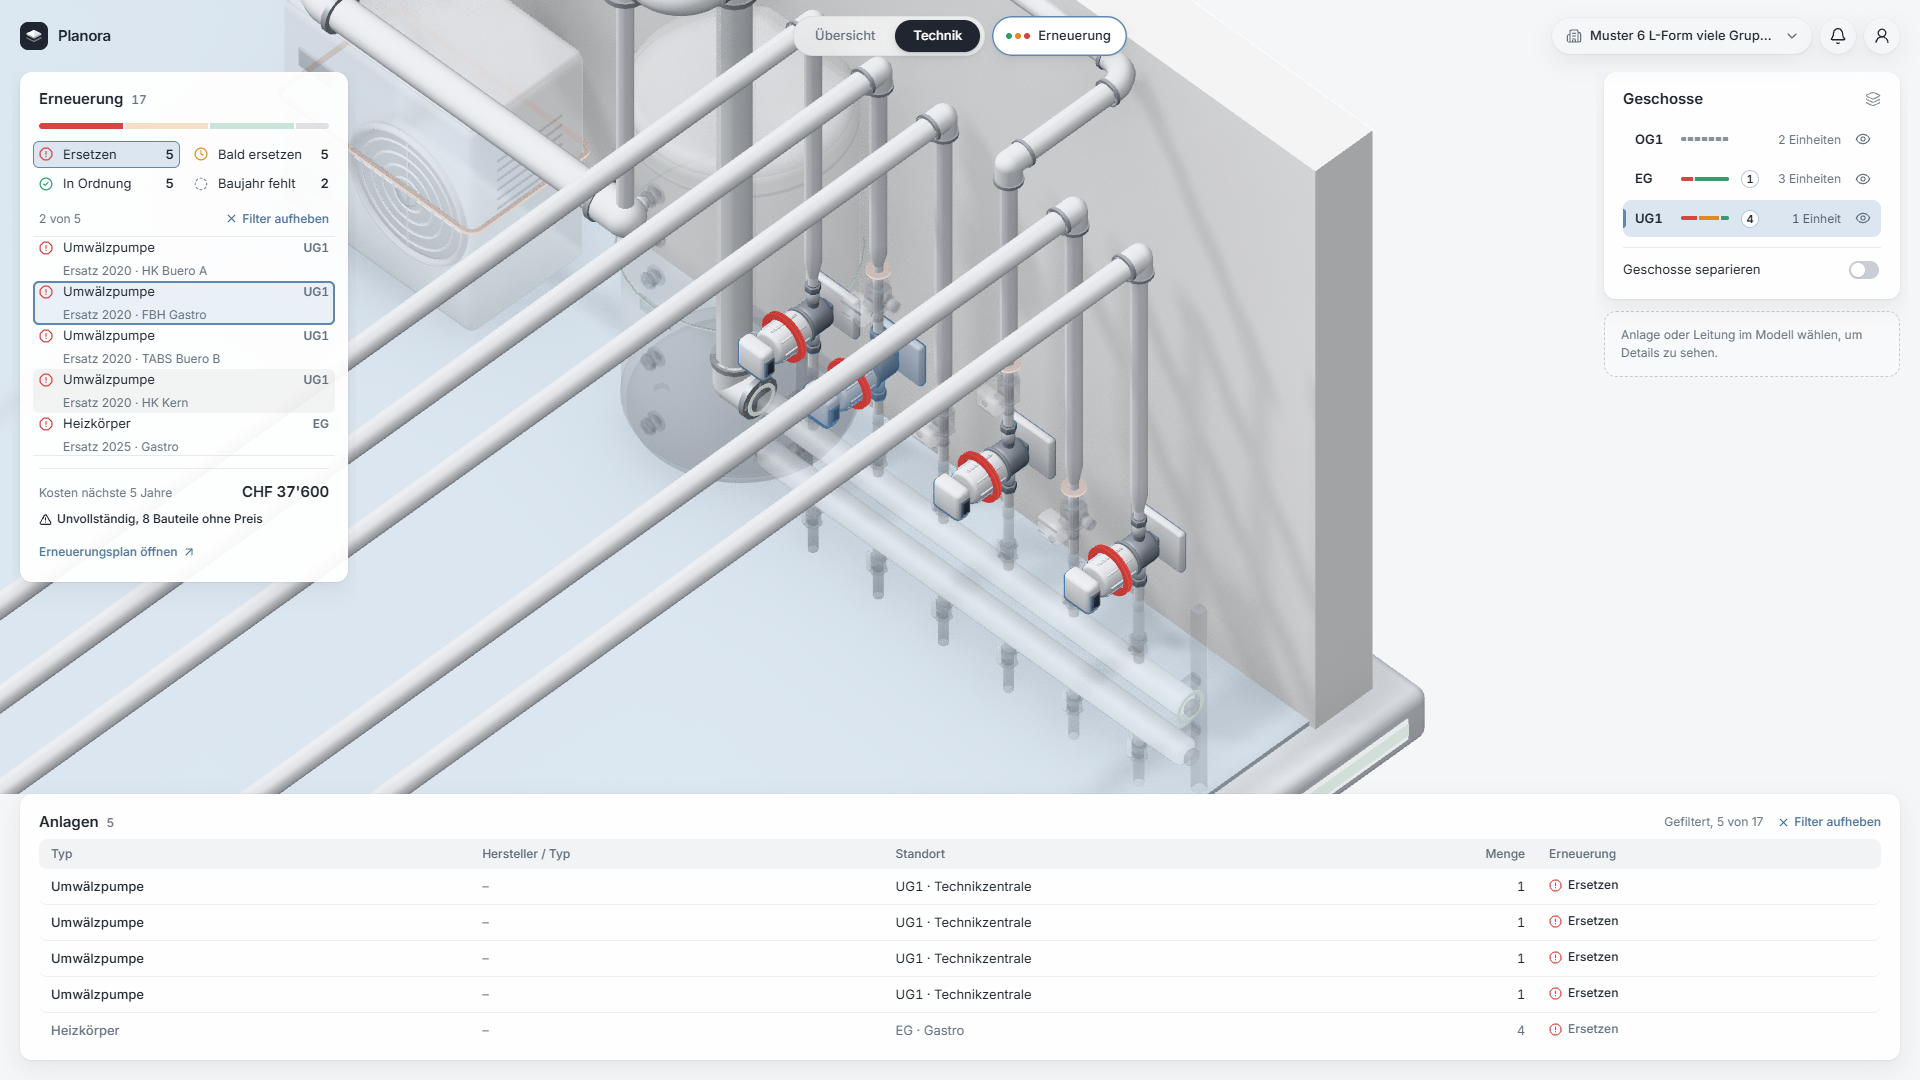 Planora
Übersicht
Technik
Erneuerung
Muster 6 L-Form viele Grup...
Erneuerung 17
Ersetzen 5
Bald ersetzen 5
In Ordnung 5
Baujahr fehlt 2
2 von 5
Filter aufheben
Umwälzpumpe UG1
Ersatz 2020 · HK Buero A
Umwälzpumpe UG1
Ersatz 2020 · FBH Gastro
Umwälzpumpe UG1
Ersatz 2020 · TABS Buero B
Umwälzpumpe UG1
Ersatz 2020 · HK Kern
Heizkörper EG
Ersatz 2025 · Gastro
Kosten nächste 5 Jahre CHF 37'600
Unvollständig, 8 Bauteile ohne Preis
Erneuerungsplan öffnen
Geschosse
OG1 2 Einheiten
EG 1 3 Einheiten
UG1 4 1 Einheit
Geschosse separieren
Anlage oder Leitung im Modell wählen, um
Details zu sehen.
Anlagen 5
Gefiltert, 5 von 17
Filter aufheben
Typ Hersteller / Typ Standort Menge Erneuerung
Umwälzpumpe – UG1 · Technikzentrale 1 Ersetzen
Umwälzpumpe – UG1 · Technikzentrale 1 Ersetzen
Umwälzpumpe – UG1 · Technikzentrale 1 Ersetzen
Umwälzpumpe – UG1 · Technikzentrale 1 Ersetzen
Heizkörper – EG · Gastro 4 Ersetzen